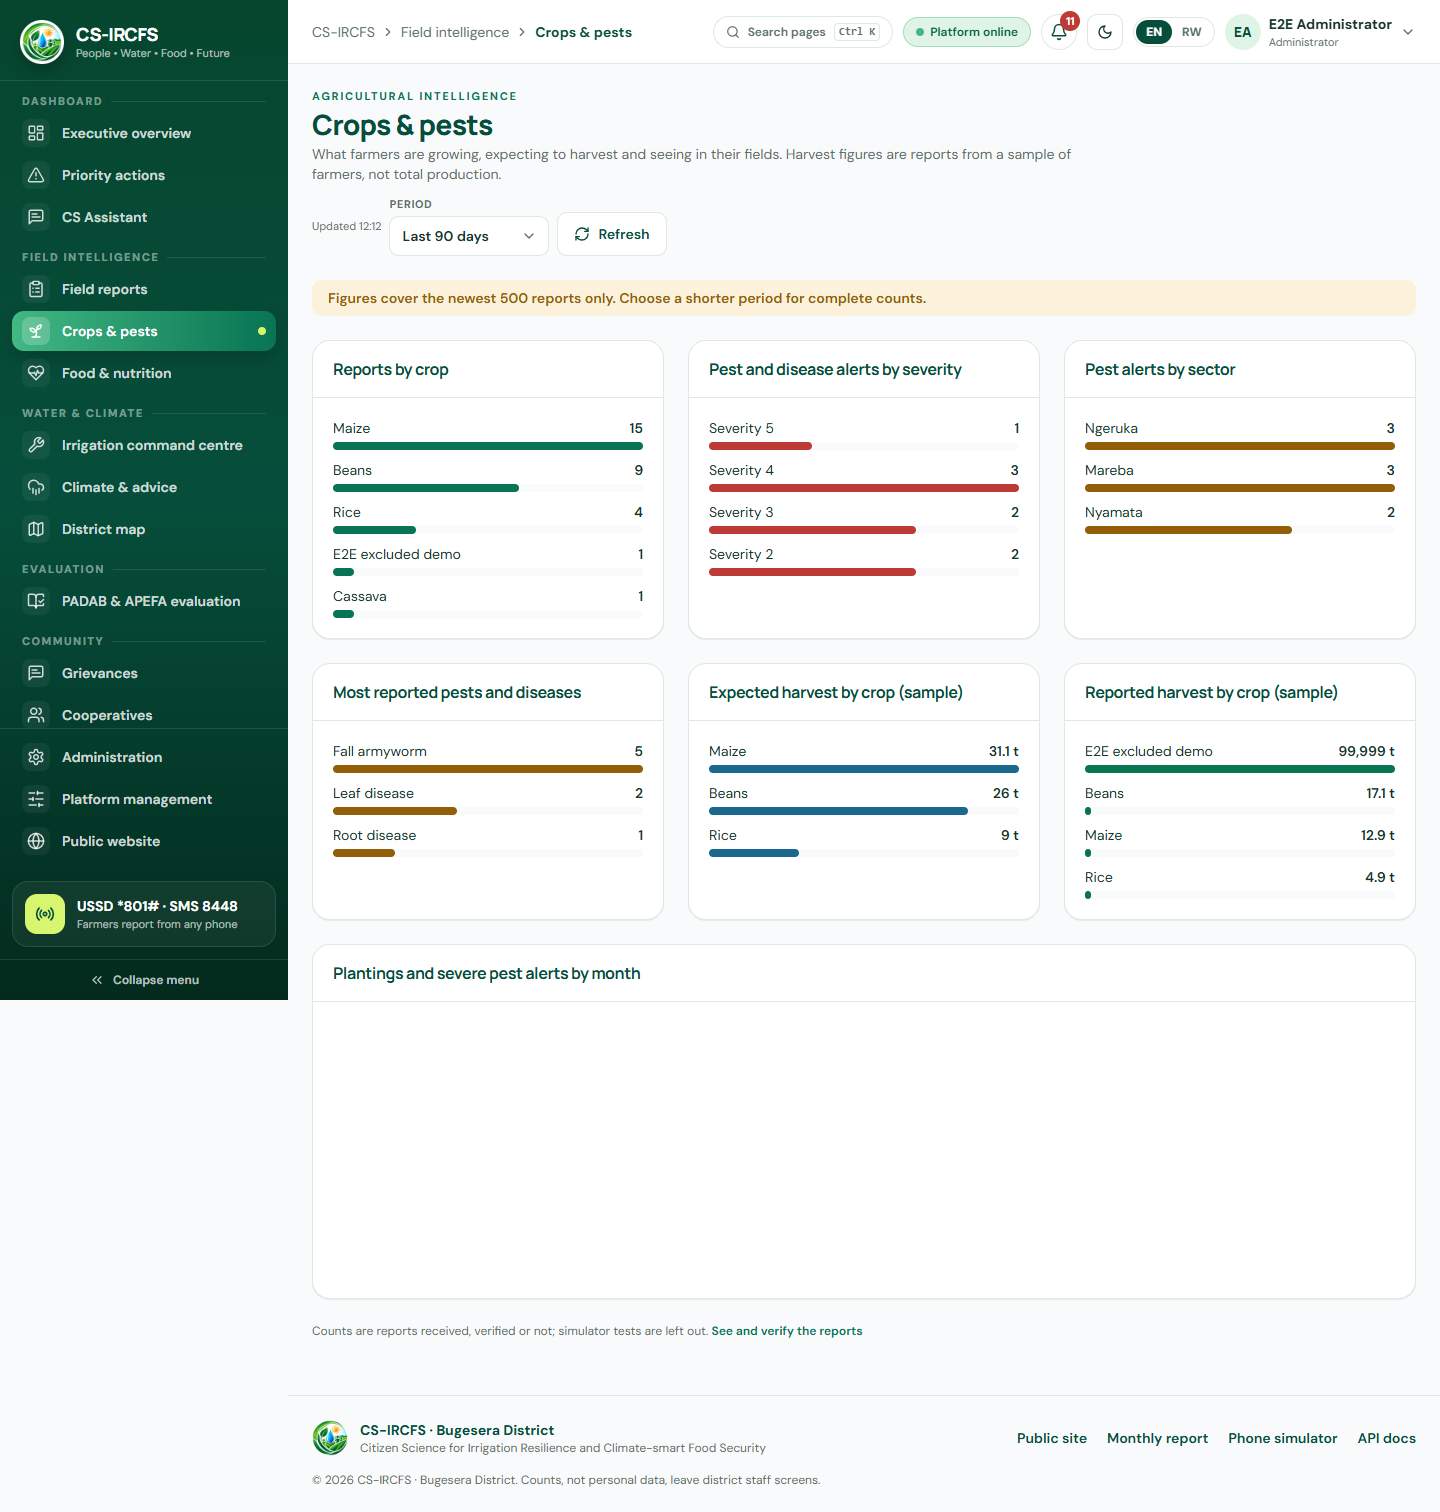 CS-IRCFS
People • Water • Food • Future
DASHBOARD
Executive overview
Priority actions
CS Assistant
FIELD INTELLIGENCE
Field reports
Crops & pests
Food & nutrition
WATER & CLIMATE
Irrigation command centre
Climate & advice
District map
EVALUATION
PADAB & APEFA evaluation
COMMUNITY
Grievances
Cooperatives
Administration
Platform management
Public website
USSD *801# · SMS 8448
Farmers report from any phone
Collapse menu
CS-IRCFS > Field intelligence > Crops & pests
Search pages Ctrl K
Platform online
11
EN RW
EA
E2E Administrator
Administrator
AGRICULTURAL INTELLIGENCE
Crops & pests
What farmers are growing, expecting to harvest and seeing in their fields. Harvest figures are reports from a sample of
farmers, not total production.
Updated 12:12
PERIOD
Last 90 days
Refresh
Figures cover the newest 500 reports only. Choose a shorter period for complete counts.
Reports by crop
Maize 15
Beans 9
Rice 4
E2E excluded demo 1
Cassava 1
Pest and disease alerts by severity
Severity 5 1
Severity 4 3
Severity 3 2
Severity 2 2
Pest alerts by sector
Ngeruka 3
Mareba 3
Nyamata 2
Most reported pests and diseases
Fall armyworm 5
Leaf disease 2
Root disease 1
Expected harvest by crop (sample)
Maize 31.1 t
Beans 26 t
Rice 9 t
Reported harvest by crop (sample)
E2E excluded demo 99,999 t
Beans 17.1 t
Maize 12.9 t
Rice 4.9 t
Plantings and severe pest alerts by month
Counts are reports received, verified or not; simulator tests are left out. See and verify the reports
CS-IRCFS · Bugesera District
Citizen Science for Irrigation Resilience and Climate-smart Food Security
Public site Monthly report Phone simulator API docs
© 2026 CS-IRCFS · Bugesera District. Counts, not personal data, leave district staff screens.